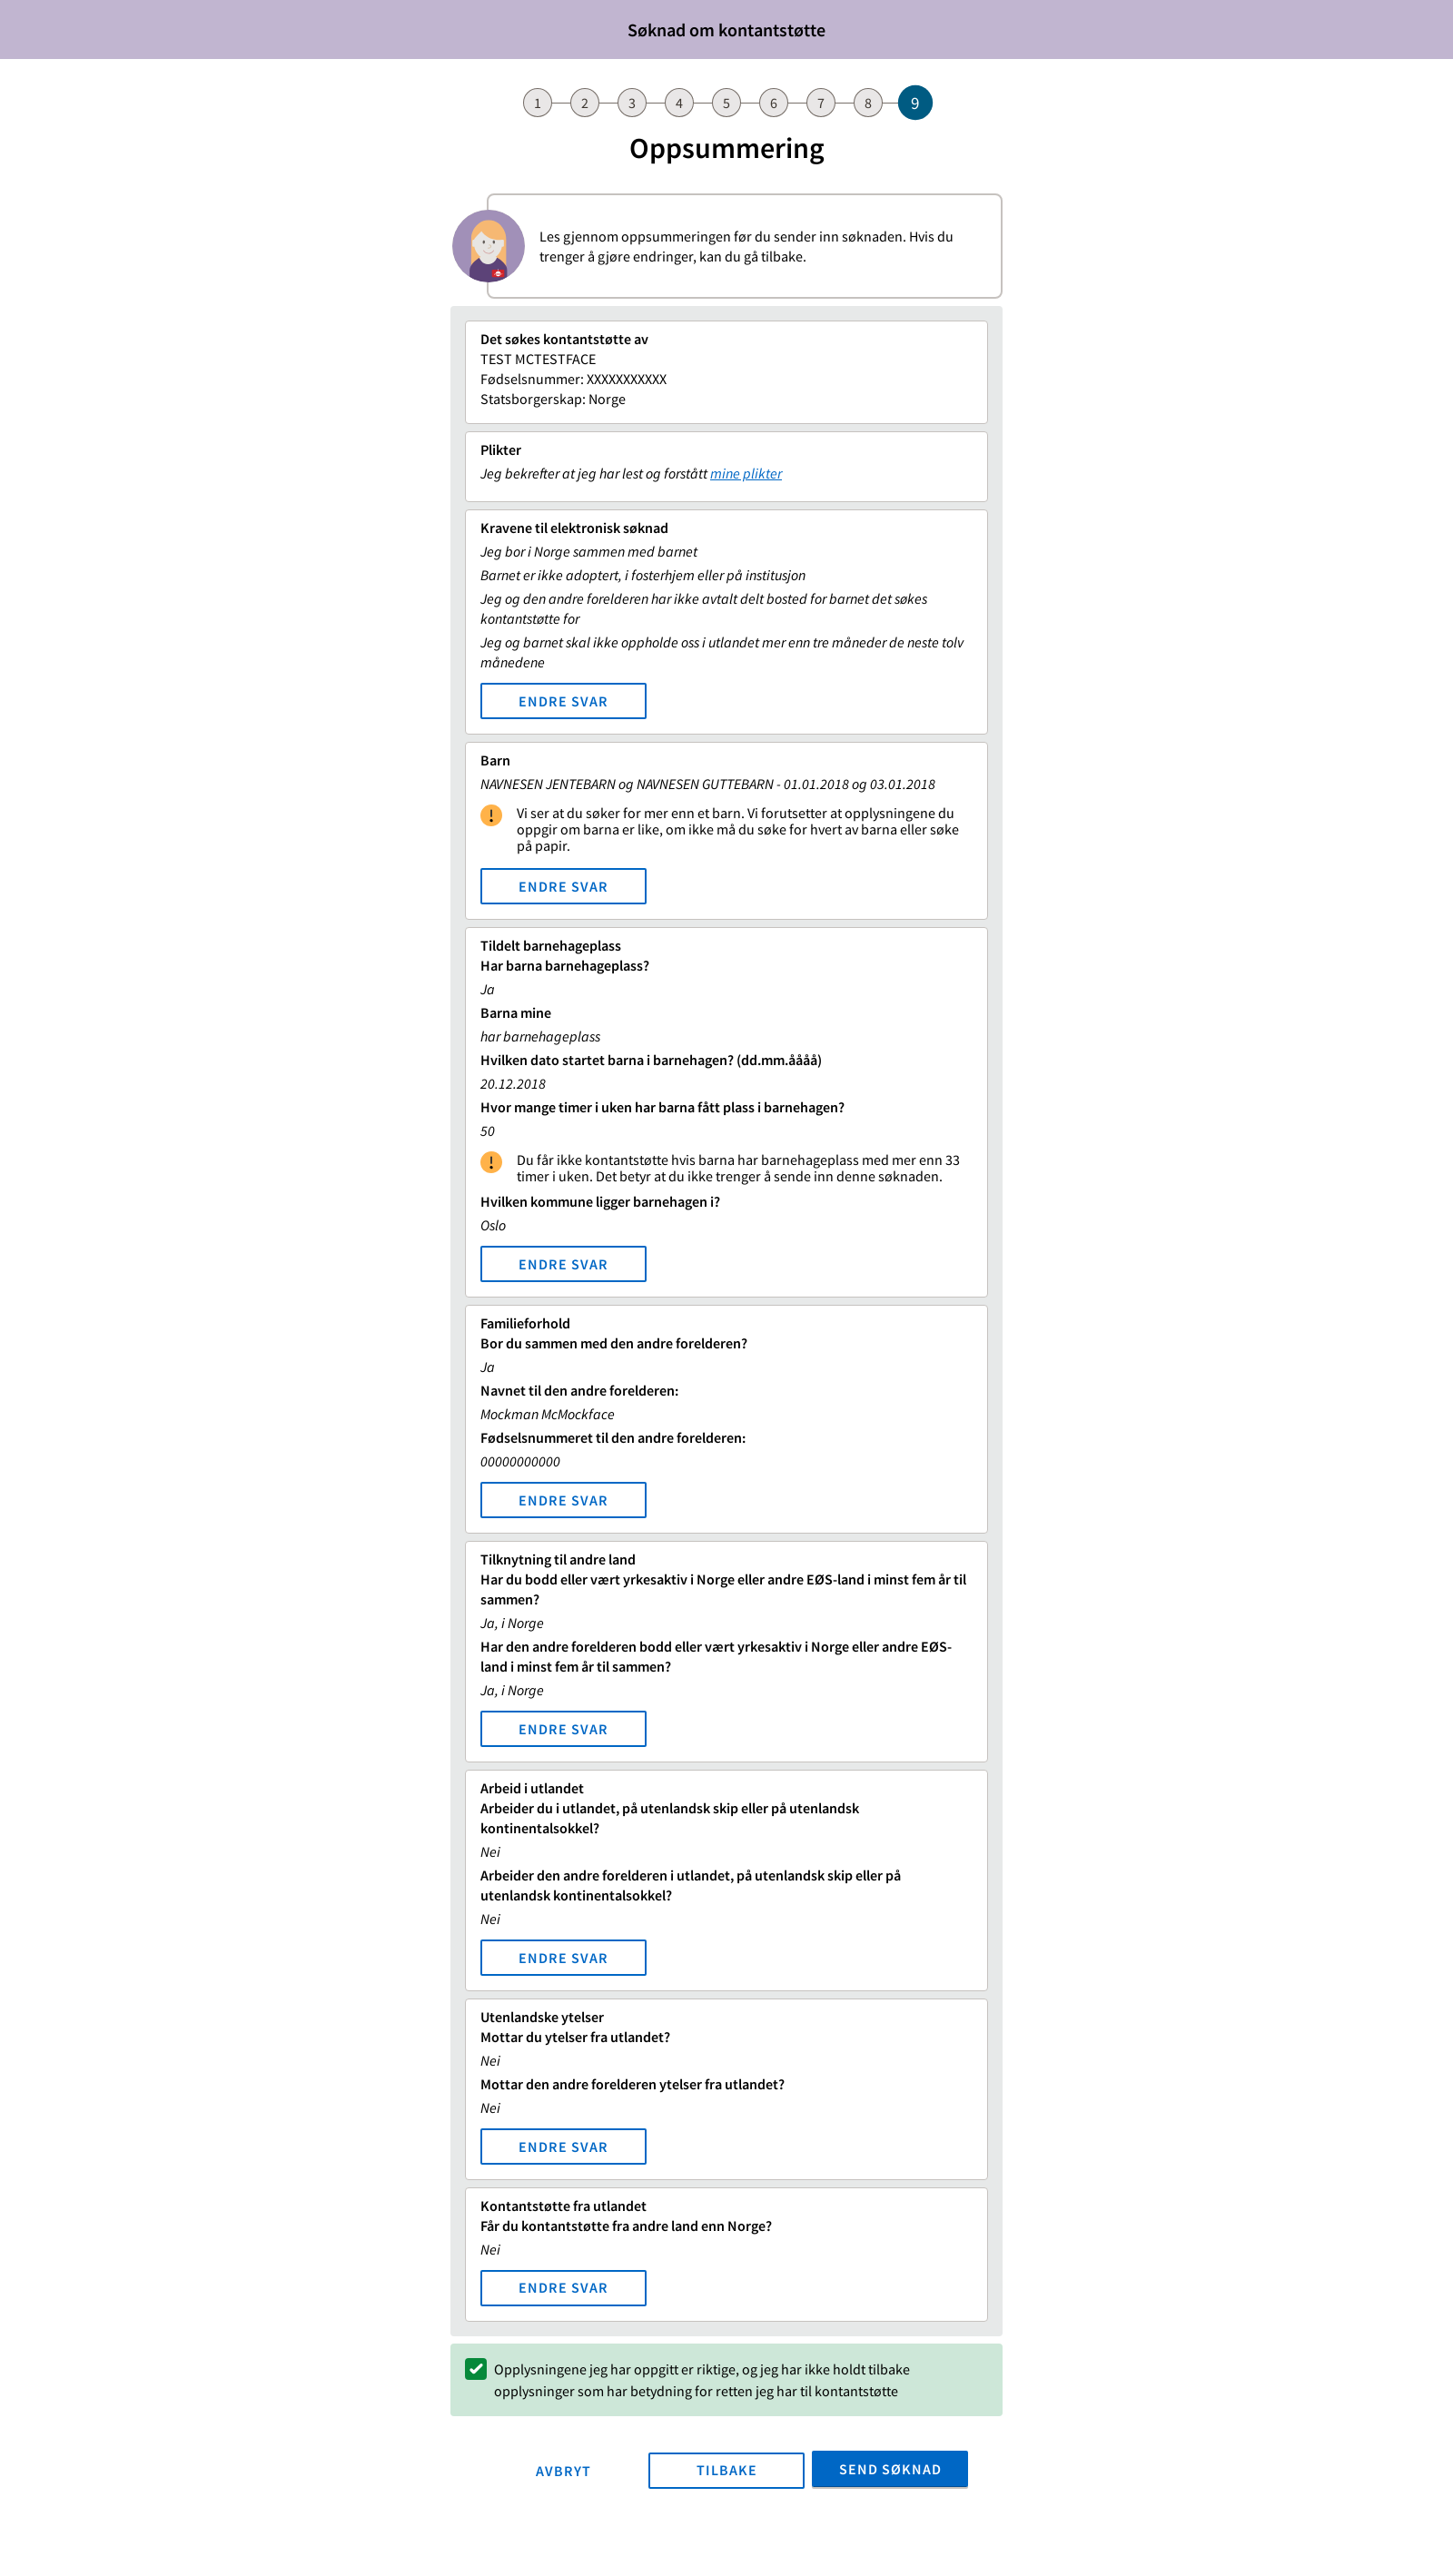 Søknad om kontantstøtte
1 2 3 4 5 6 7 8 9
Oppsummering
Les gjennom oppsummeringen før du sender inn søknaden. Hvis du
trenger å gjøre endringer, kan du gå tilbake.
Det søkes kontantstøtte av
TEST MCTESTFACE
Fødselsnummer: XXXXXXXXXXX
Statsborgerskap: Norge
Plikter
Jeg bekrefter at jeg har lest og forstått mine plikter
Kravene til elektronisk søknad
Jeg bor i Norge sammen med barnet
Barnet er ikke adoptert, i fosterhjem eller på institusjon
Jeg og den andre forelderen har ikke avtalt delt bosted for barnet det søkes
kontantstøtte for
Jeg og barnet skal ikke oppholde oss i utlandet mer enn tre måneder de neste tolv
månedene
ENDRE SVAR
Barn
NAVNESEN JENTEBARN og NAVNESEN GUTTEBARN - 01.01.2018 og 03.01.2018
Vi ser at du søker for mer enn et barn. Vi forutsetter at opplysningene du
oppgir om barna er like, om ikke må du søke for hvert av barna eller søke
på papir.
ENDRE SVAR
Tildelt barnehageplass
Har barna barnehageplass?
Ja
Barna mine
har barnehageplass
Hvilken dato startet barna i barnehagen? (dd.mm.åååå)
20.12.2018
Hvor mange timer i uken har barna fått plass i barnehagen?
50
Du får ikke kontantstøtte hvis barna har barnehageplass med mer enn 33
timer i uken. Det betyr at du ikke trenger å sende inn denne søknaden.
Hvilken kommune ligger barnehagen i?
Oslo
ENDRE SVAR
Familieforhold
Bor du sammen med den andre forelderen?
Ja
Navnet til den andre forelderen:
Mockman McMockface
Fødselsnummeret til den andre forelderen:
00000000000
ENDRE SVAR
Tilknytning til andre land
Har du bodd eller vært yrkesaktiv i Norge eller andre EØS-land i minst fem år til
sammen?
Ja, i Norge
Har den andre forelderen bodd eller vært yrkesaktiv i Norge eller andre EØS-
land i minst fem år til sammen?
Ja, i Norge
ENDRE SVAR
Arbeid i utlandet
Arbeider du i utlandet, på utenlandsk skip eller på utenlandsk
kontinentalsokkel?
Nei
Arbeider den andre forelderen i utlandet, på utenlandsk skip eller på
utenlandsk kontinentalsokkel?
Nei
ENDRE SVAR
Utenlandske ytelser
Mottar du ytelser fra utlandet?
Nei
Mottar den andre forelderen ytelser fra utlandet?
Nei
ENDRE SVAR
Kontantstøtte fra utlandet
Får du kontantstøtte fra andre land enn Norge?
Nei
ENDRE SVAR
Opplysningene jeg har oppgitt er riktige, og jeg har ikke holdt tilbake
opplysninger som har betydning for retten jeg har til kontantstøtte
AVBRYT TILBAKE SEND SØKNAD